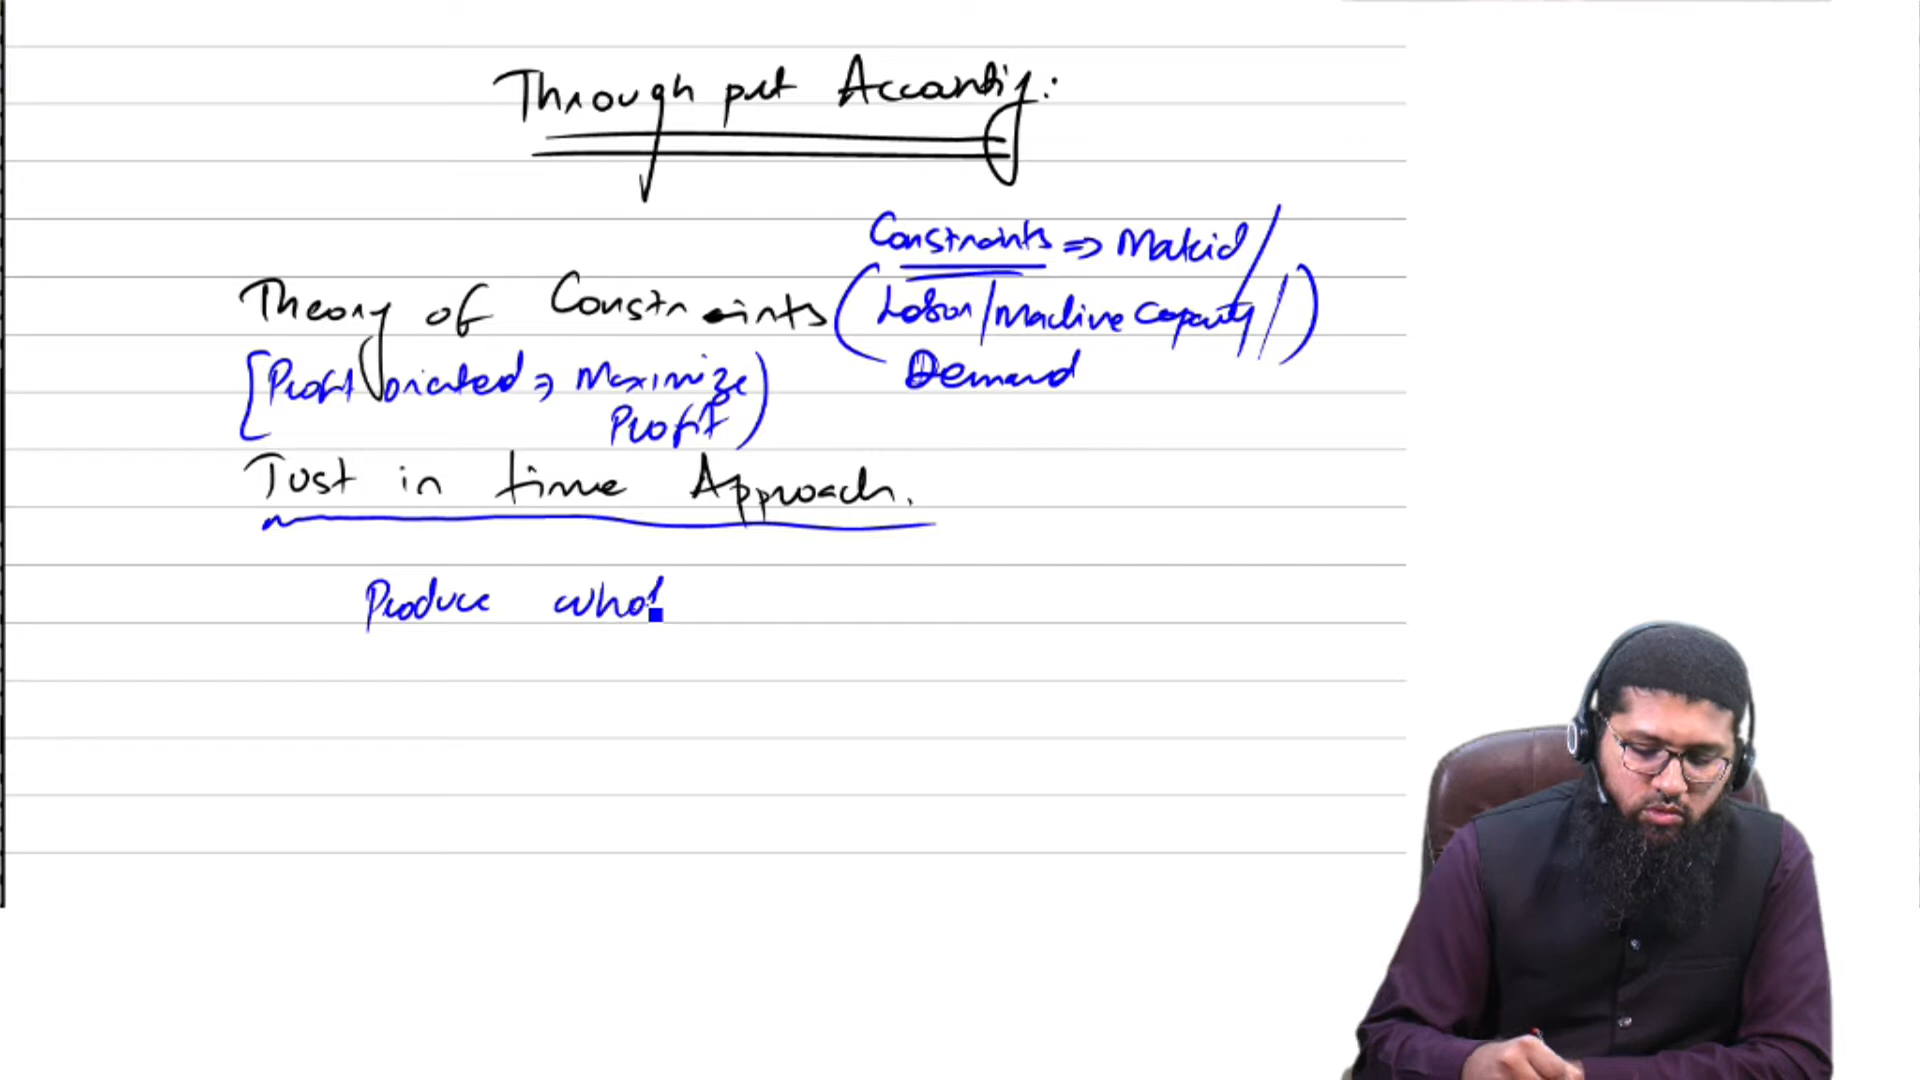 Through put Accounting:
Constraints => Material/
Theory of Constraints (Labor/Machine Capacity/)
[Profit oriented => Maximize Demand
Profit)
Just in time Approach.
Produce what